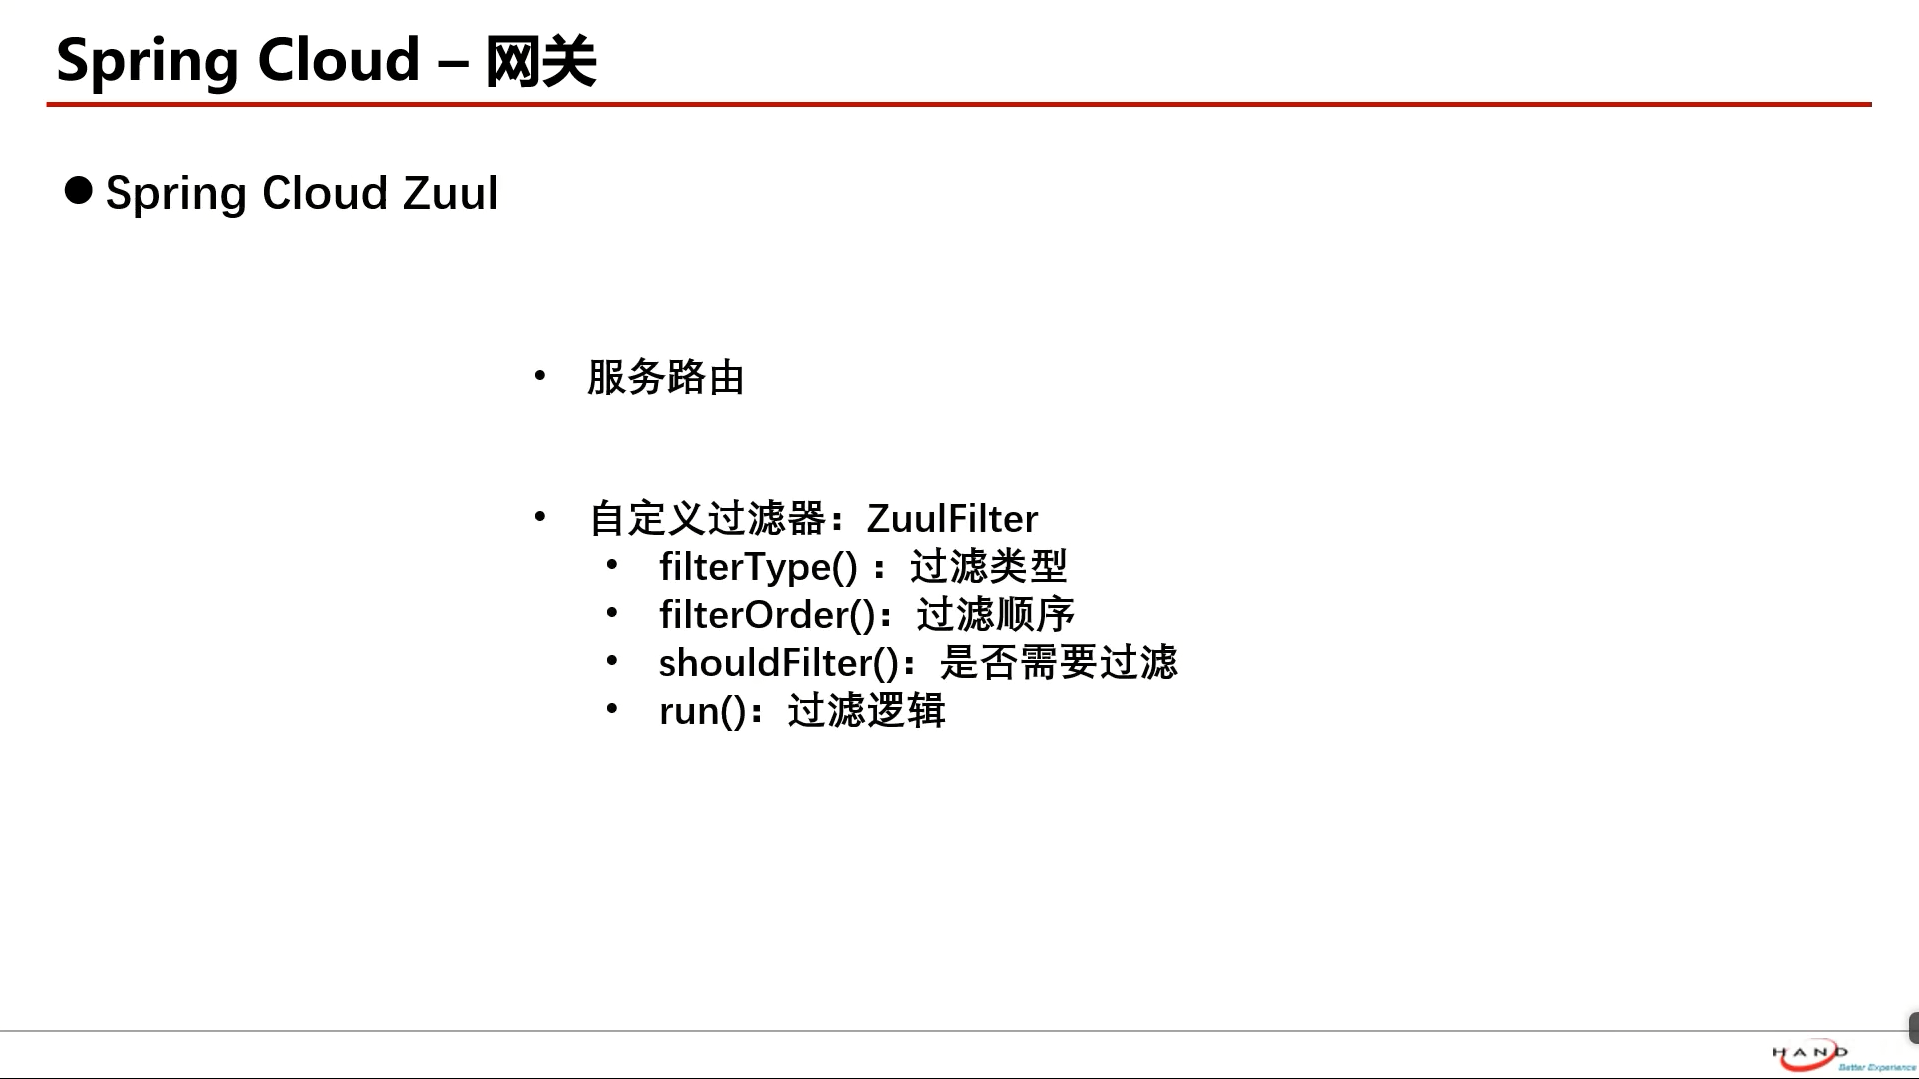 Spring Cloud – 网关
● Spring Cloud Zuul
• 服务路由
• 自定义过滤器：ZuulFilter
• filterType() ：过滤类型
• filterOrder()：过滤顺序
• shouldFilter()：是否需要过滤
• run()：过滤逻辑
HAND
Better Experience